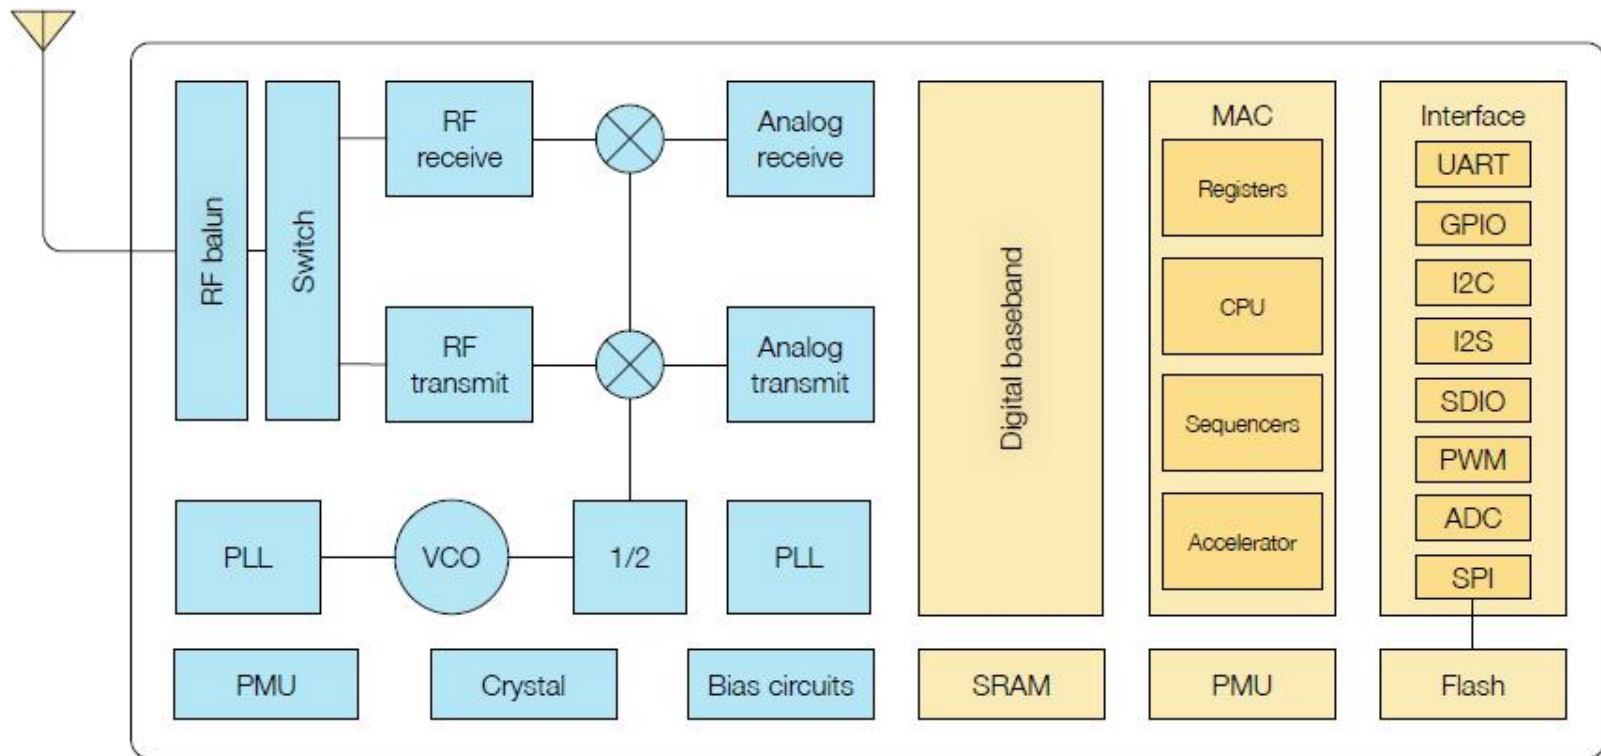 RF balun
Switch
RF
receive
Analog
receive
RF
transmit
Analog
transmit
PLL
VCO
1/2
PLL
PMU
Crystal
Bias circuits
Digital baseband
SRAM
MAC
Registers
CPU
Sequencers
Accelerator
PMU
Interface
UART
GPIO
I2C
I2S
SDIO
PWM
ADC
SPI
Flash